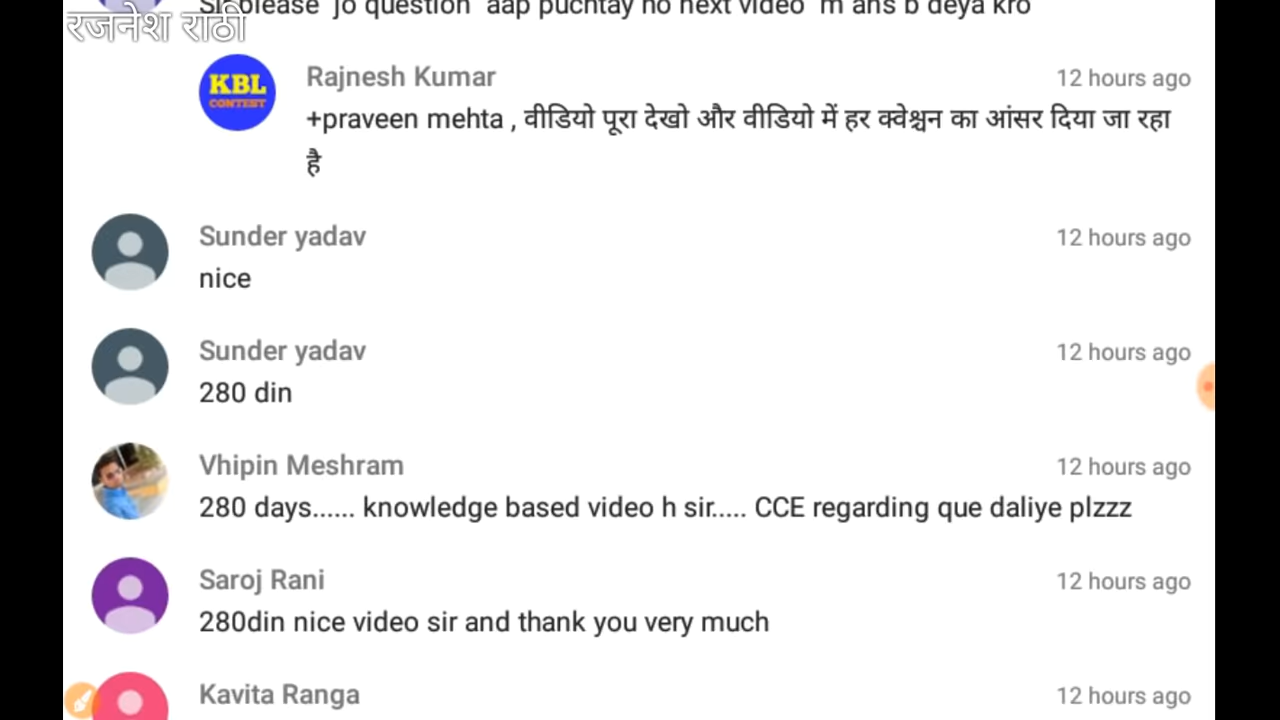 Sir please jo question aap puchtay ho next video m ans b deya kro
रजनेश राठी
KBL
CONTEST
Rajnesh Kumar 12 hours ago
+praveen mehta , वीडियो पूरा देखो और वीडियो में हर क्वेश्चन का आंसर दिया जा रहा
है
Sunder yadav 12 hours ago
nice
Sunder yadav 12 hours ago
280 din
Vhipin Meshram 12 hours ago
280 days...... knowledge based video h sir..... CCE regarding que daliye plzzz
Saroj Rani 12 hours ago
280din nice video sir and thank you very much
Kavita Ranga 12 hours ago